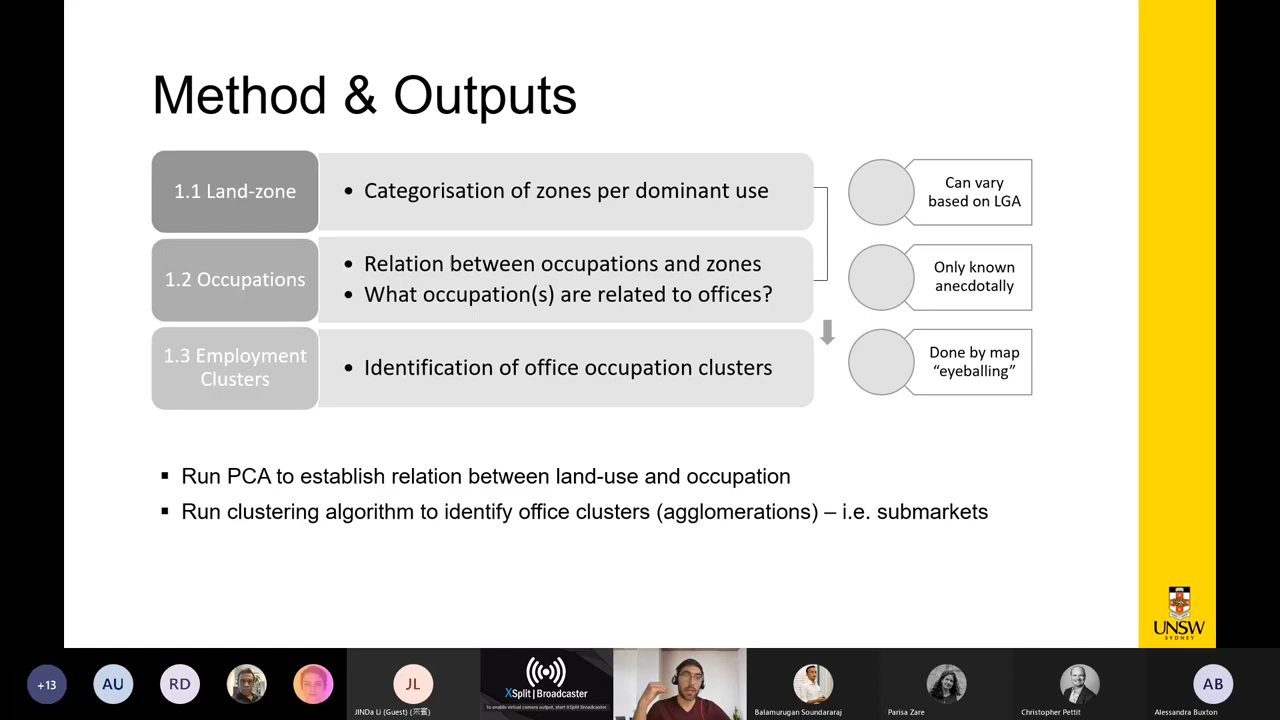 Method & Outputs
1.1 Land-zone
• Categorisation of zones per dominant use
Can vary
based on LGA
1.2 Occupations
• Relation between occupations and zones
• What occupation(s) are related to offices?
Only known
anecdotally
1.3 Employment
Clusters
• Identification of office occupation clusters
Done by map
“eyeballing”
▪ Run PCA to establish relation between land-use and occupation
▪ Run clustering algorithm to identify office clusters (agglomerations) – i.e. submarkets
UNSW
SYDNEY
+13
AU
RD
JL
JINDa Li (Guest)
XSplit | Broadcaster
To enable virtual camera output, start XSplit Broadcaster
Balamurugan Soundararaj
Parisa Zare
Christopher Pettit
AB
Alessandra Buxton